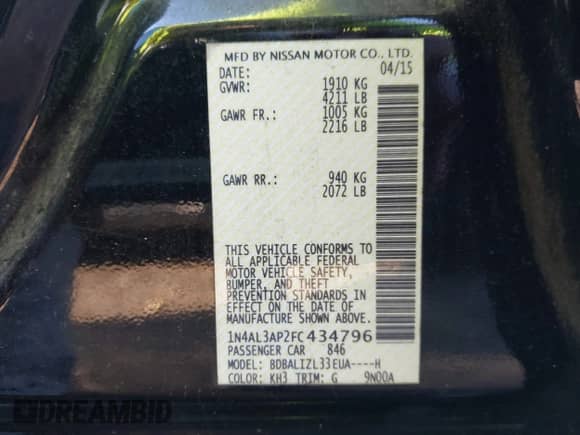 MFD BY NISSAN MOTOR CO., LTD.
DATE: 04/15
GVWR: 1910 KG
4211 LB
GAWR FR.: 1005 KG
2216 LB
GAWR RR.: 940 KG
2072 LB
THIS VEHICLE CONFORMS TO
ALL APPLICABLE FEDERAL
MOTOR VEHICLE SAFETY,
BUMPER, AND THEFT
PREVENTION STANDARDS IN
EFFECT ON THE DATE OF
MANUFACTURE SHOWN ABOVE.
1N4AL3AP2FC434796
PASSENGER CAR 846
MODEL: BDBALIZL33EUA----H
COLOR: KH3 TRIM: G 9N00A
DREAMBID